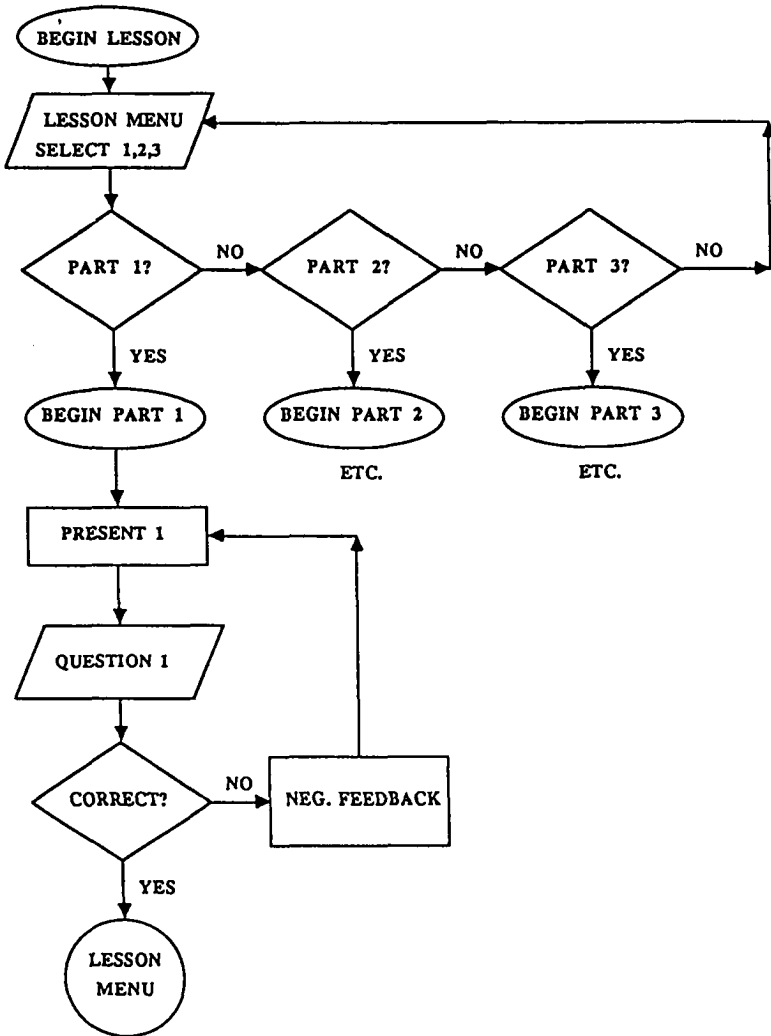 BEGIN LESSON
LESSON MENU
SELECT 1,2,3
PART 1?
NO
PART 2?
NO
PART 3?
NO
YES
YES
YES
BEGIN PART 1
BEGIN PART 2
BEGIN PART 3
ETC.
ETC.
PRESENT 1
QUESTION 1
CORRECT?
NO
NEG. FEEDBACK
YES
LESSON
MENU